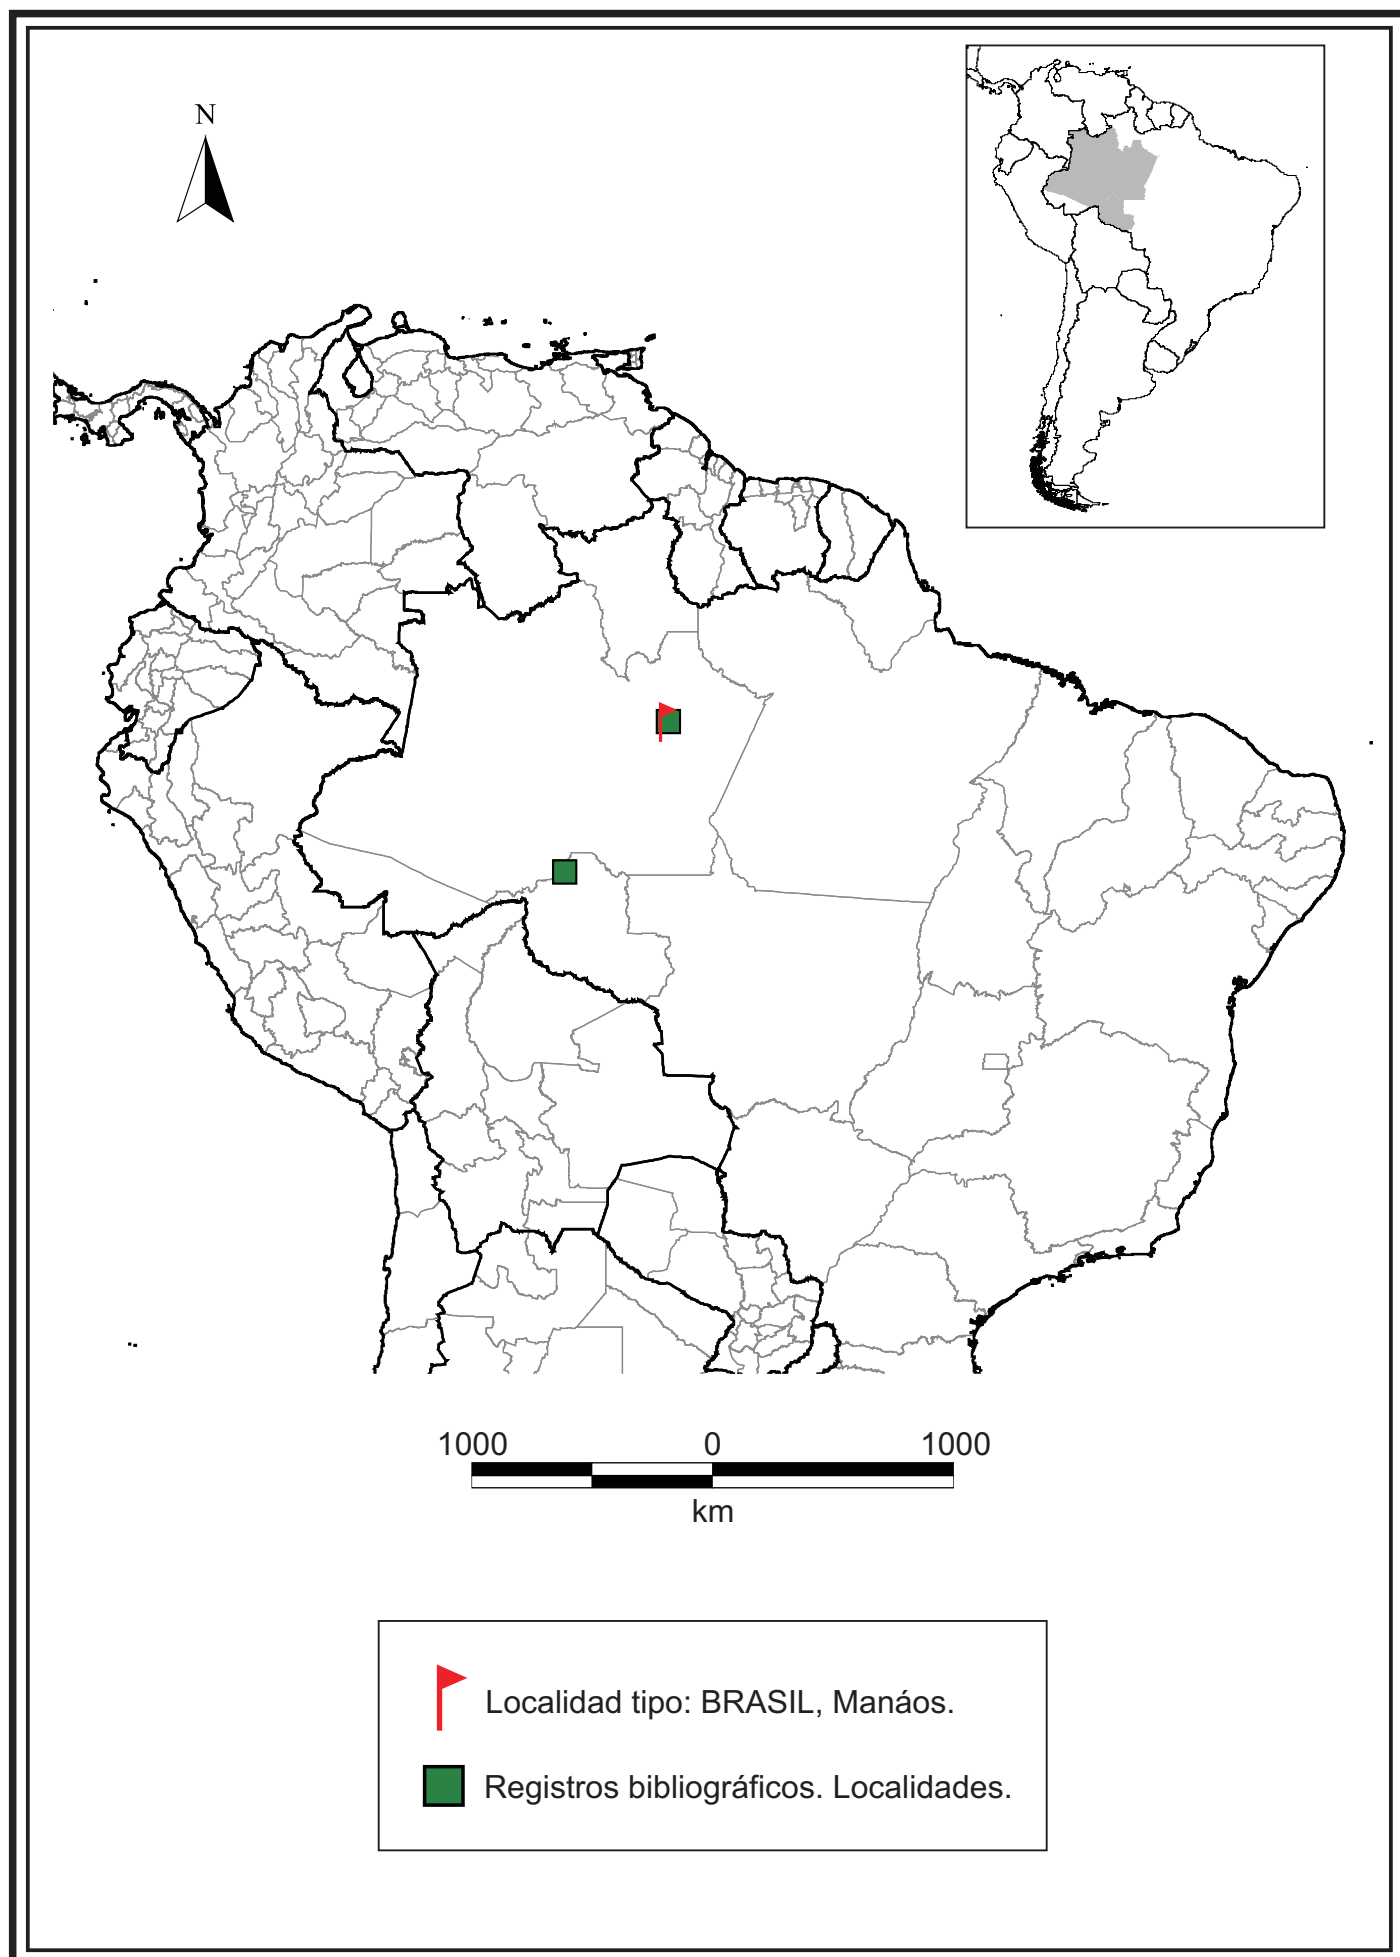 N
1000 0 1000
km
Localidad tipo: BRASIL, Manáos.
Registros bibliográficos. Localidades.